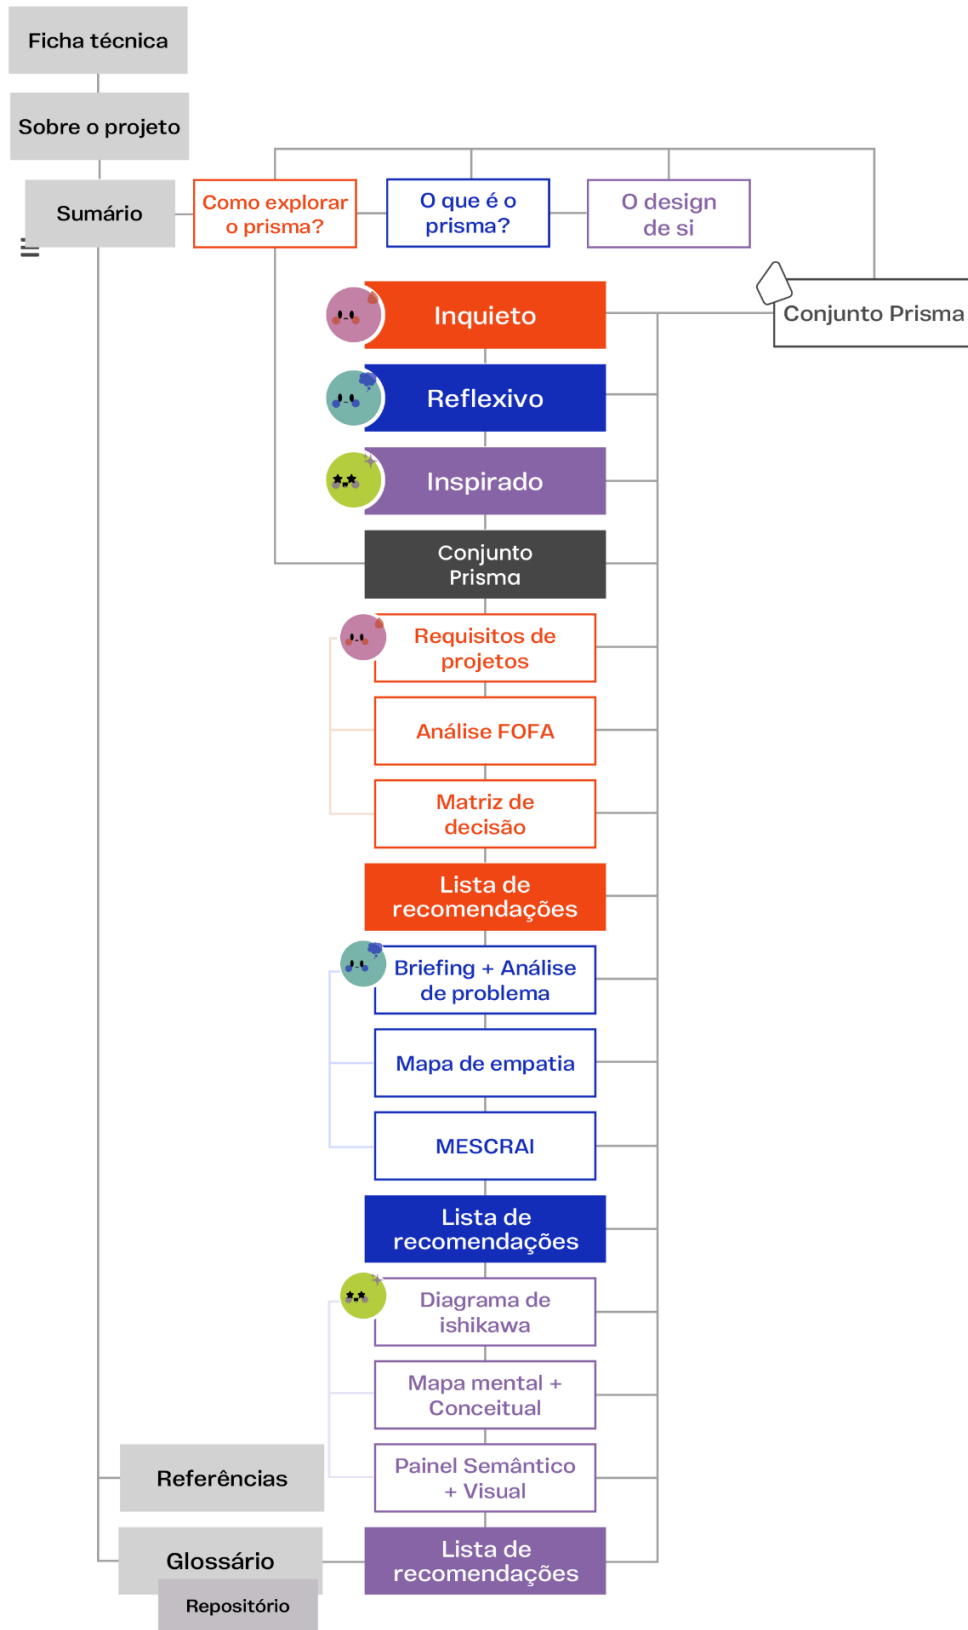 Ficha técnica
Sobre o projeto
Sumário
Como explorar
o prisma?
O que é o
prisma?
O design
de si
Conjunto Prisma
Inquieto
Reflexivo
Inspirado
Conjunto
Prisma
Requisitos de
projetos
Análise FOFA
Matriz de
decisão
Lista de
recomendações
Briefing + Análise
de problema
Mapa de empatia
MESCRAI
Lista de
recomendações
Diagrama de
ishikawa
Mapa mental +
Conceitual
Painel Semântico
+ Visual
Referências
Glossário
Lista de
recomendações
Repositório